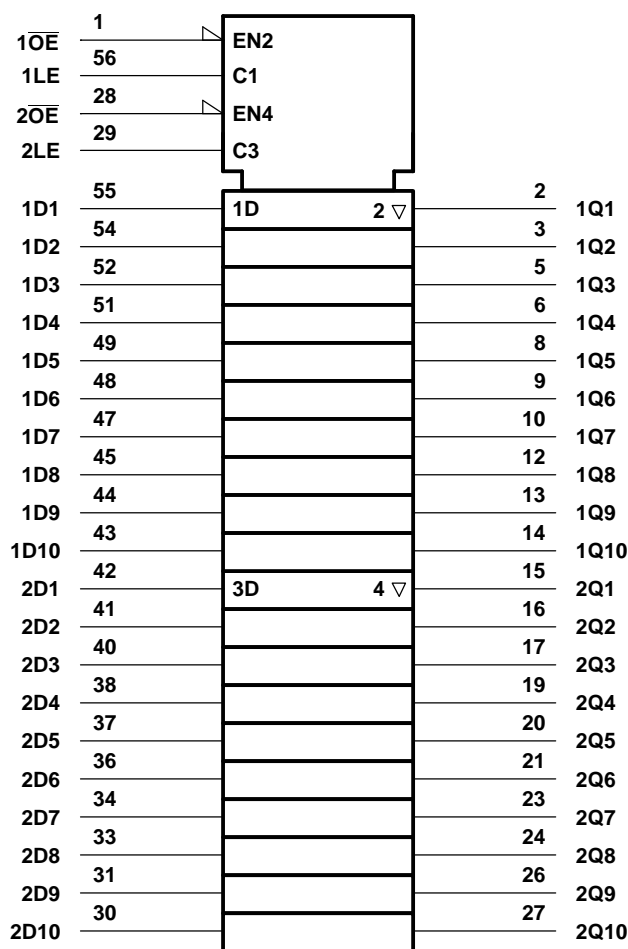 1O̅E̅ 1 EN2
1LE 56 C1
2O̅E̅ 28 EN4
2LE 29 C3
1D1 55 1D 2 ▽ 2 1Q1
1D2 54 3 1Q2
1D3 52 5 1Q3
1D4 51 6 1Q4
1D5 49 8 1Q5
1D6 48 9 1Q6
1D7 47 10 1Q7
1D8 45 12 1Q8
1D9 44 13 1Q9
1D10 43 14 1Q10
2D1 42 3D 4 ▽ 15 2Q1
2D2 41 16 2Q2
2D3 40 17 2Q3
2D4 38 19 2Q4
2D5 37 20 2Q5
2D6 36 21 2Q6
2D7 34 23 2Q7
2D8 33 24 2Q8
2D9 31 26 2Q9
2D10 30 27 2Q10